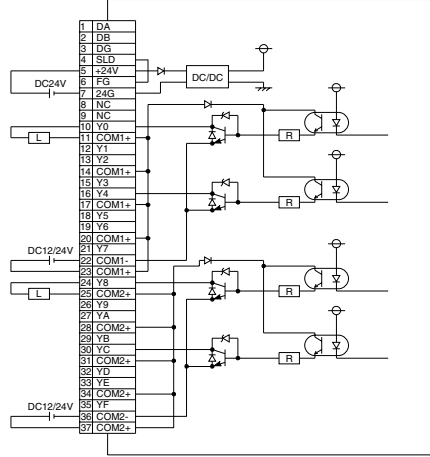 1 DA
2 DB
3 DG
4 SLD
5 +24V
6 FG
7 24G
8 NC
9 NC
10 Y0
11 COM1+
12 Y1
13 Y2
14 COM1+
15 Y3
16 Y4
17 COM1+
18 Y5
19 Y6
20 COM1+
21 Y7
22 COM1-
23 COM1+
24 Y8
25 COM2+
26 Y9
27 YA
28 COM2+
29 YB
30 YC
31 COM2+
32 YD
33 YE
34 COM2+
35 YF
36 COM2-
37 COM2+
DC24V
L
DC12/24V
L
DC12/24V
DC/DC
R
R
R
R